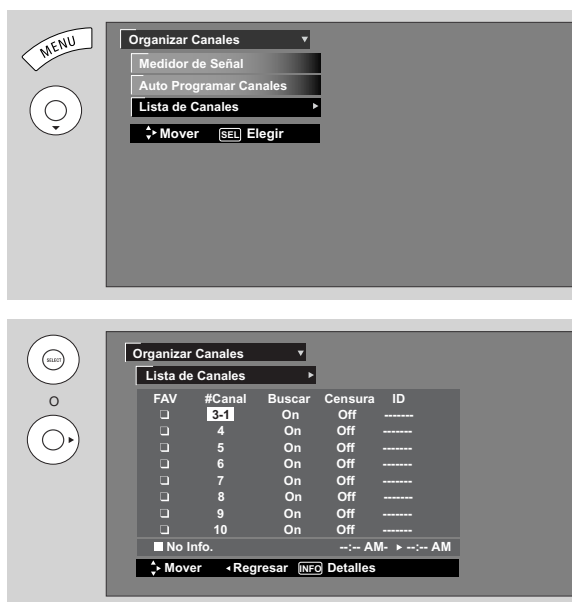 MENU
Organizar Canales ▼
Medidor de Señal
Auto Programar Canales
Lista de Canales ►
Mover SEL Elegir
SELECT
O
Organizar Canales ▼
Lista de Canales ►
FAV #Canal Buscar Censura ID
❏ 3-1 On Off -------
❏ 4 On Off -------
❏ 5 On Off -------
❏ 6 On Off -------
❏ 7 On Off -------
❏ 8 On Off -------
❏ 9 On Off -------
❏ 10 On Off -------
■ No Info. --:-- AM- ► --:-- AM
Mover ◄Regresar INFO Detalles